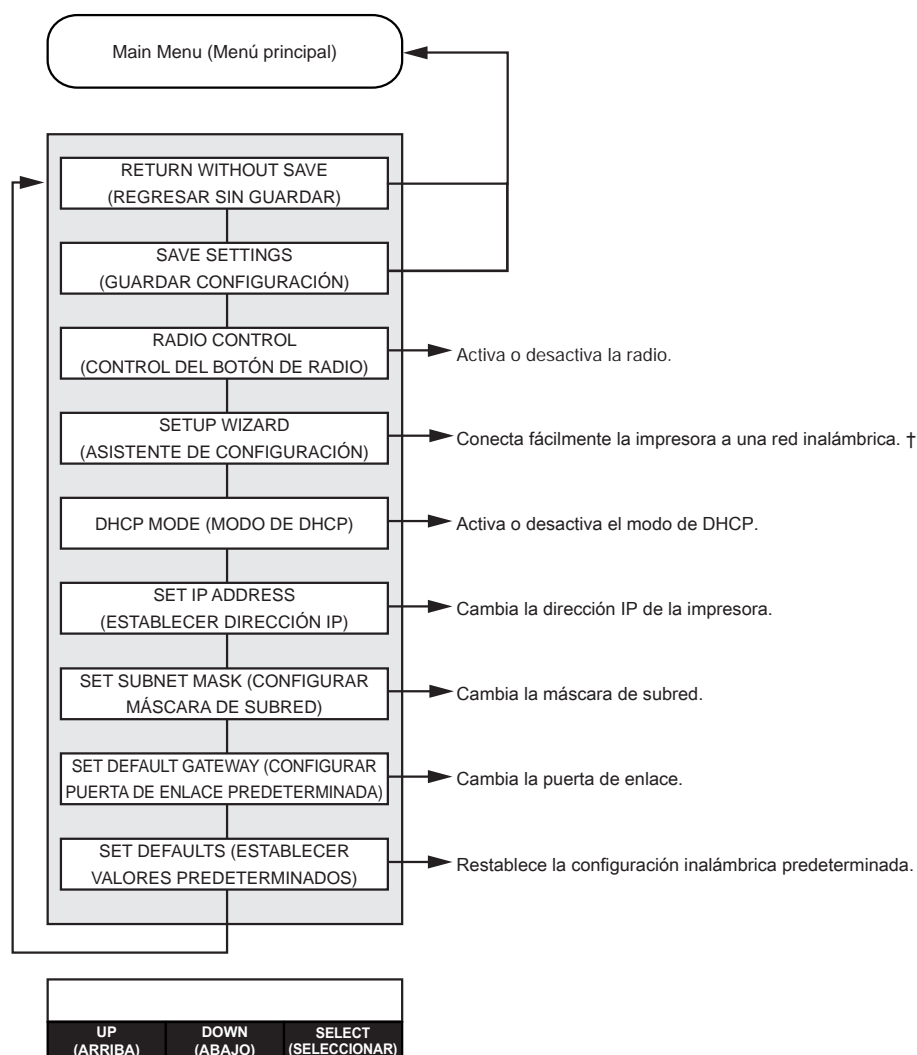 Main Menu (Menú principal)
RETURN WITHOUT SAVE
(REGRESAR SIN GUARDAR)
SAVE SETTINGS
(GUARDAR CONFIGURACIÓN)
RADIO CONTROL
(CONTROL DEL BOTÓN DE RADIO)
Activa o desactiva la radio.
SETUP WIZARD
(ASISTENTE DE CONFIGURACIÓN)
Conecta fácilmente la impresora a una red inalámbrica. †
DHCP MODE (MODO DE DHCP)
Activa o desactiva el modo de DHCP.
SET IP ADDRESS
(ESTABLECER DIRECCIÓN IP)
Cambia la dirección IP de la impresora.
SET SUBNET MASK (CONFIGURAR
MÁSCARA DE SUBRED)
Cambia la máscara de subred.
SET DEFAULT GATEWAY (CONFIGURAR
PUERTA DE ENLACE PREDETERMINADA)
Cambia la puerta de enlace.
SET DEFAULTS (ESTABLECER
VALORES PREDETERMINADOS)
Restablece la configuración inalámbrica predeterminada.
UP DOWN SELECT
(ARRIBA) (ABAJO) (SELECCIONAR)